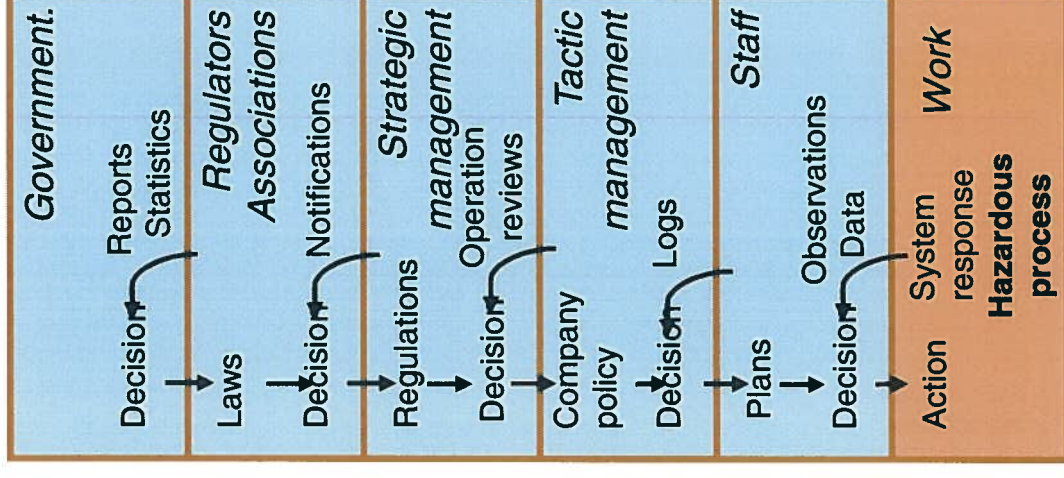 Government.
Reports
Statistics
Decision
Regulators
Associations
Laws
Notifications
Decision
Strategic
management
Regulations
Operation
reviews
Decision
Tactic
management
Company
policy
Logs
Decision
Staff
Plans
Observations
Data
Decision
Work
Action
System
response
Hazardous
process